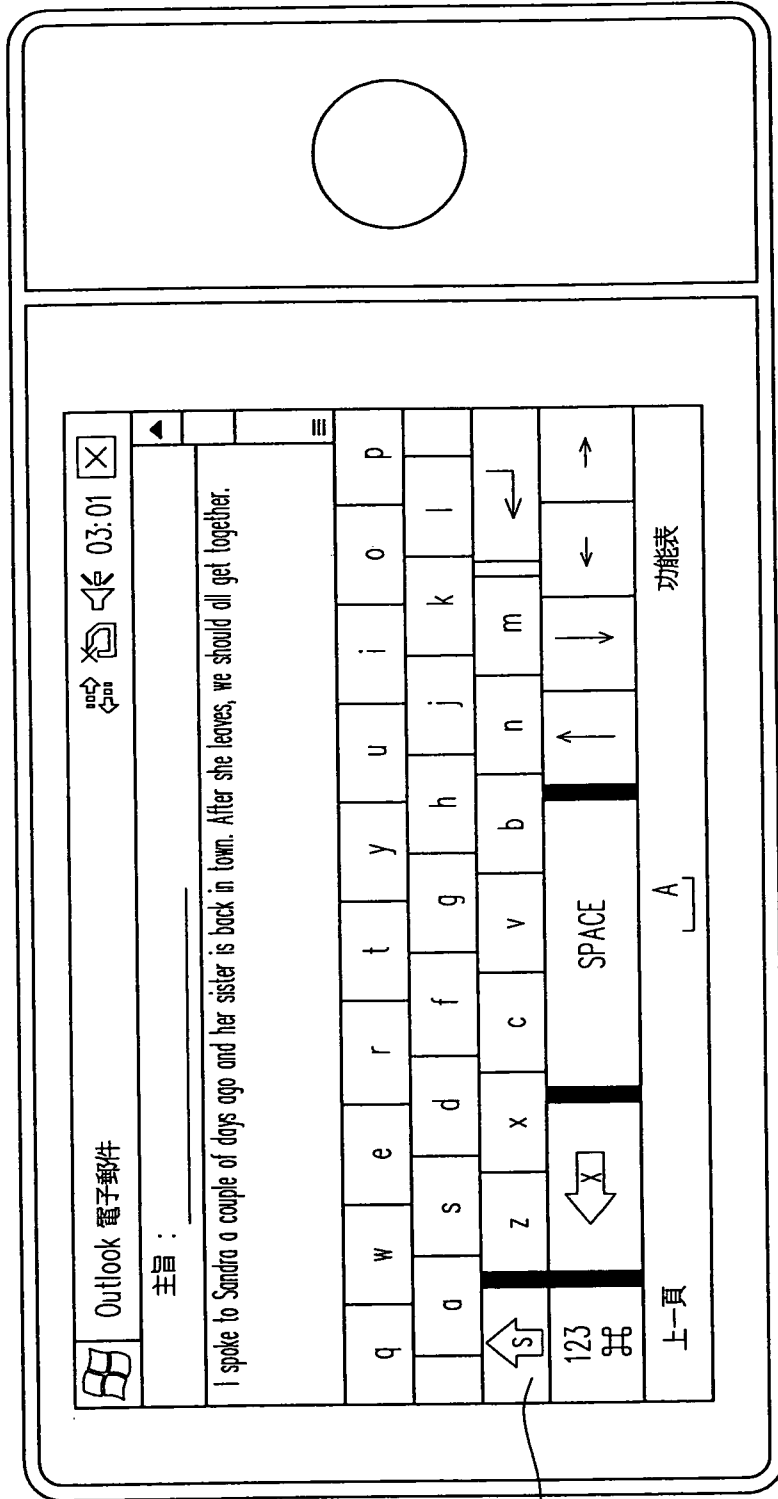 Outlook 電子郵件 03:01
主旨：
I spoke to Sandra a couple of days ago and her sister is back in town. After she leaves, we should all get together.
q w e r t y u i o p
a s d f g h j k l
S z x c v b n m
123 X SPACE
上一頁 A 功能表